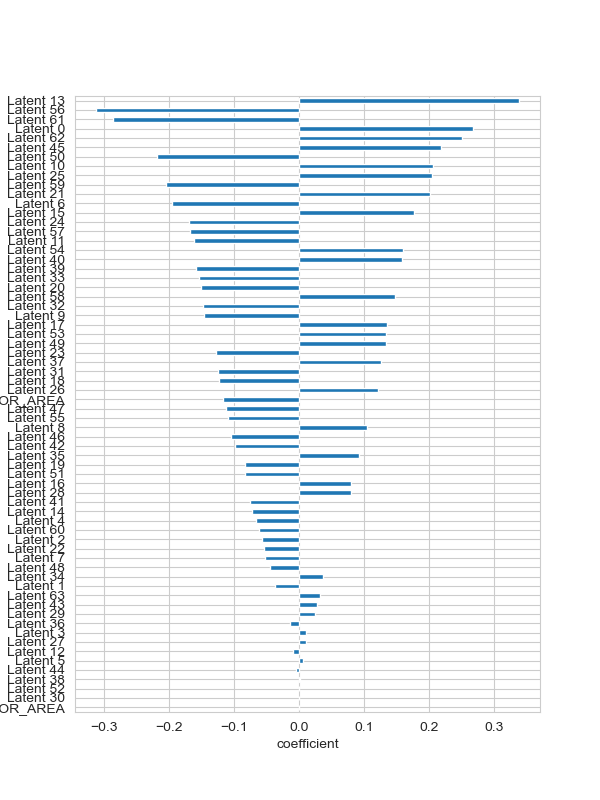 Latent 13
Latent 56
Latent 61
Latent 0
Latent 62
Latent 45
Latent 50
Latent 10
Latent 25
Latent 59
Latent 21
Latent 6
Latent 15
Latent 24
Latent 57
Latent 11
Latent 54
Latent 40
Latent 39
Latent 33
Latent 20
Latent 58
Latent 32
Latent 9
Latent 17
Latent 53
Latent 49
Latent 23
Latent 37
Latent 31
Latent 18
Latent 26
OR_AREA
Latent 47
Latent 55
Latent 8
Latent 46
Latent 42
Latent 35
Latent 19
Latent 51
Latent 16
Latent 28
Latent 41
Latent 14
Latent 4
Latent 60
Latent 2
Latent 22
Latent 7
Latent 48
Latent 34
Latent 1
Latent 63
Latent 43
Latent 29
Latent 36
Latent 3
Latent 27
Latent 12
Latent 5
Latent 44
Latent 38
Latent 52
Latent 30
OR_AREA
−0.3 −0.2 −0.1 0.0 0.1 0.2 0.3
coefficient